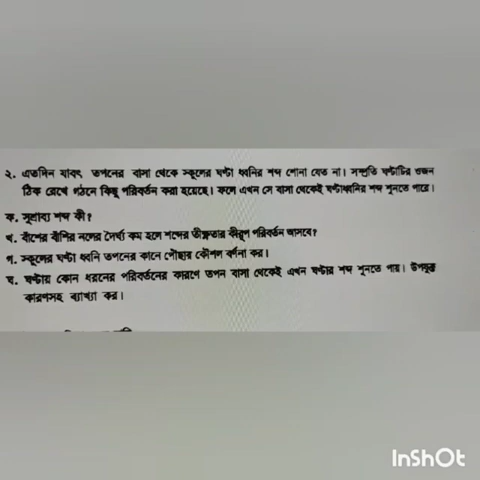 ২. এতদিন যাবৎ তপনের বাসা থেকে স্কুলের ঘণ্টা ধ্বনির শব্দ শোনা যেত না। সম্প্রতি ঘণ্টাটির ওজন
ঠিক রেখে গঠনে কিছু পরিবর্তন করা হয়েছে। ফলে এখন সে বাসা থেকেই ঘণ্টাধ্বনির শব্দ শুনতে পারে।
ক. সুশ্রাব্য শব্দ কী?
খ. বাঁশের বাঁশির নলের দৈর্ঘ্য কম হলে শব্দের তীক্ষ্ণতার কীরূপ পরিবর্তন আসবে?
গ. স্কুলের ঘণ্টা ধ্বনি তপনের কানে পৌঁছার কৌশল বর্ণনা কর।
ঘ. ঘণ্টায় কোন ধরনের পরিবর্তনের কারণে তপন বাসা থেকেই এখন ঘণ্টার শব্দ শুনতে পায়। উপযুক্ত
কারণসহ ব্যাখ্যা কর।
InShOt